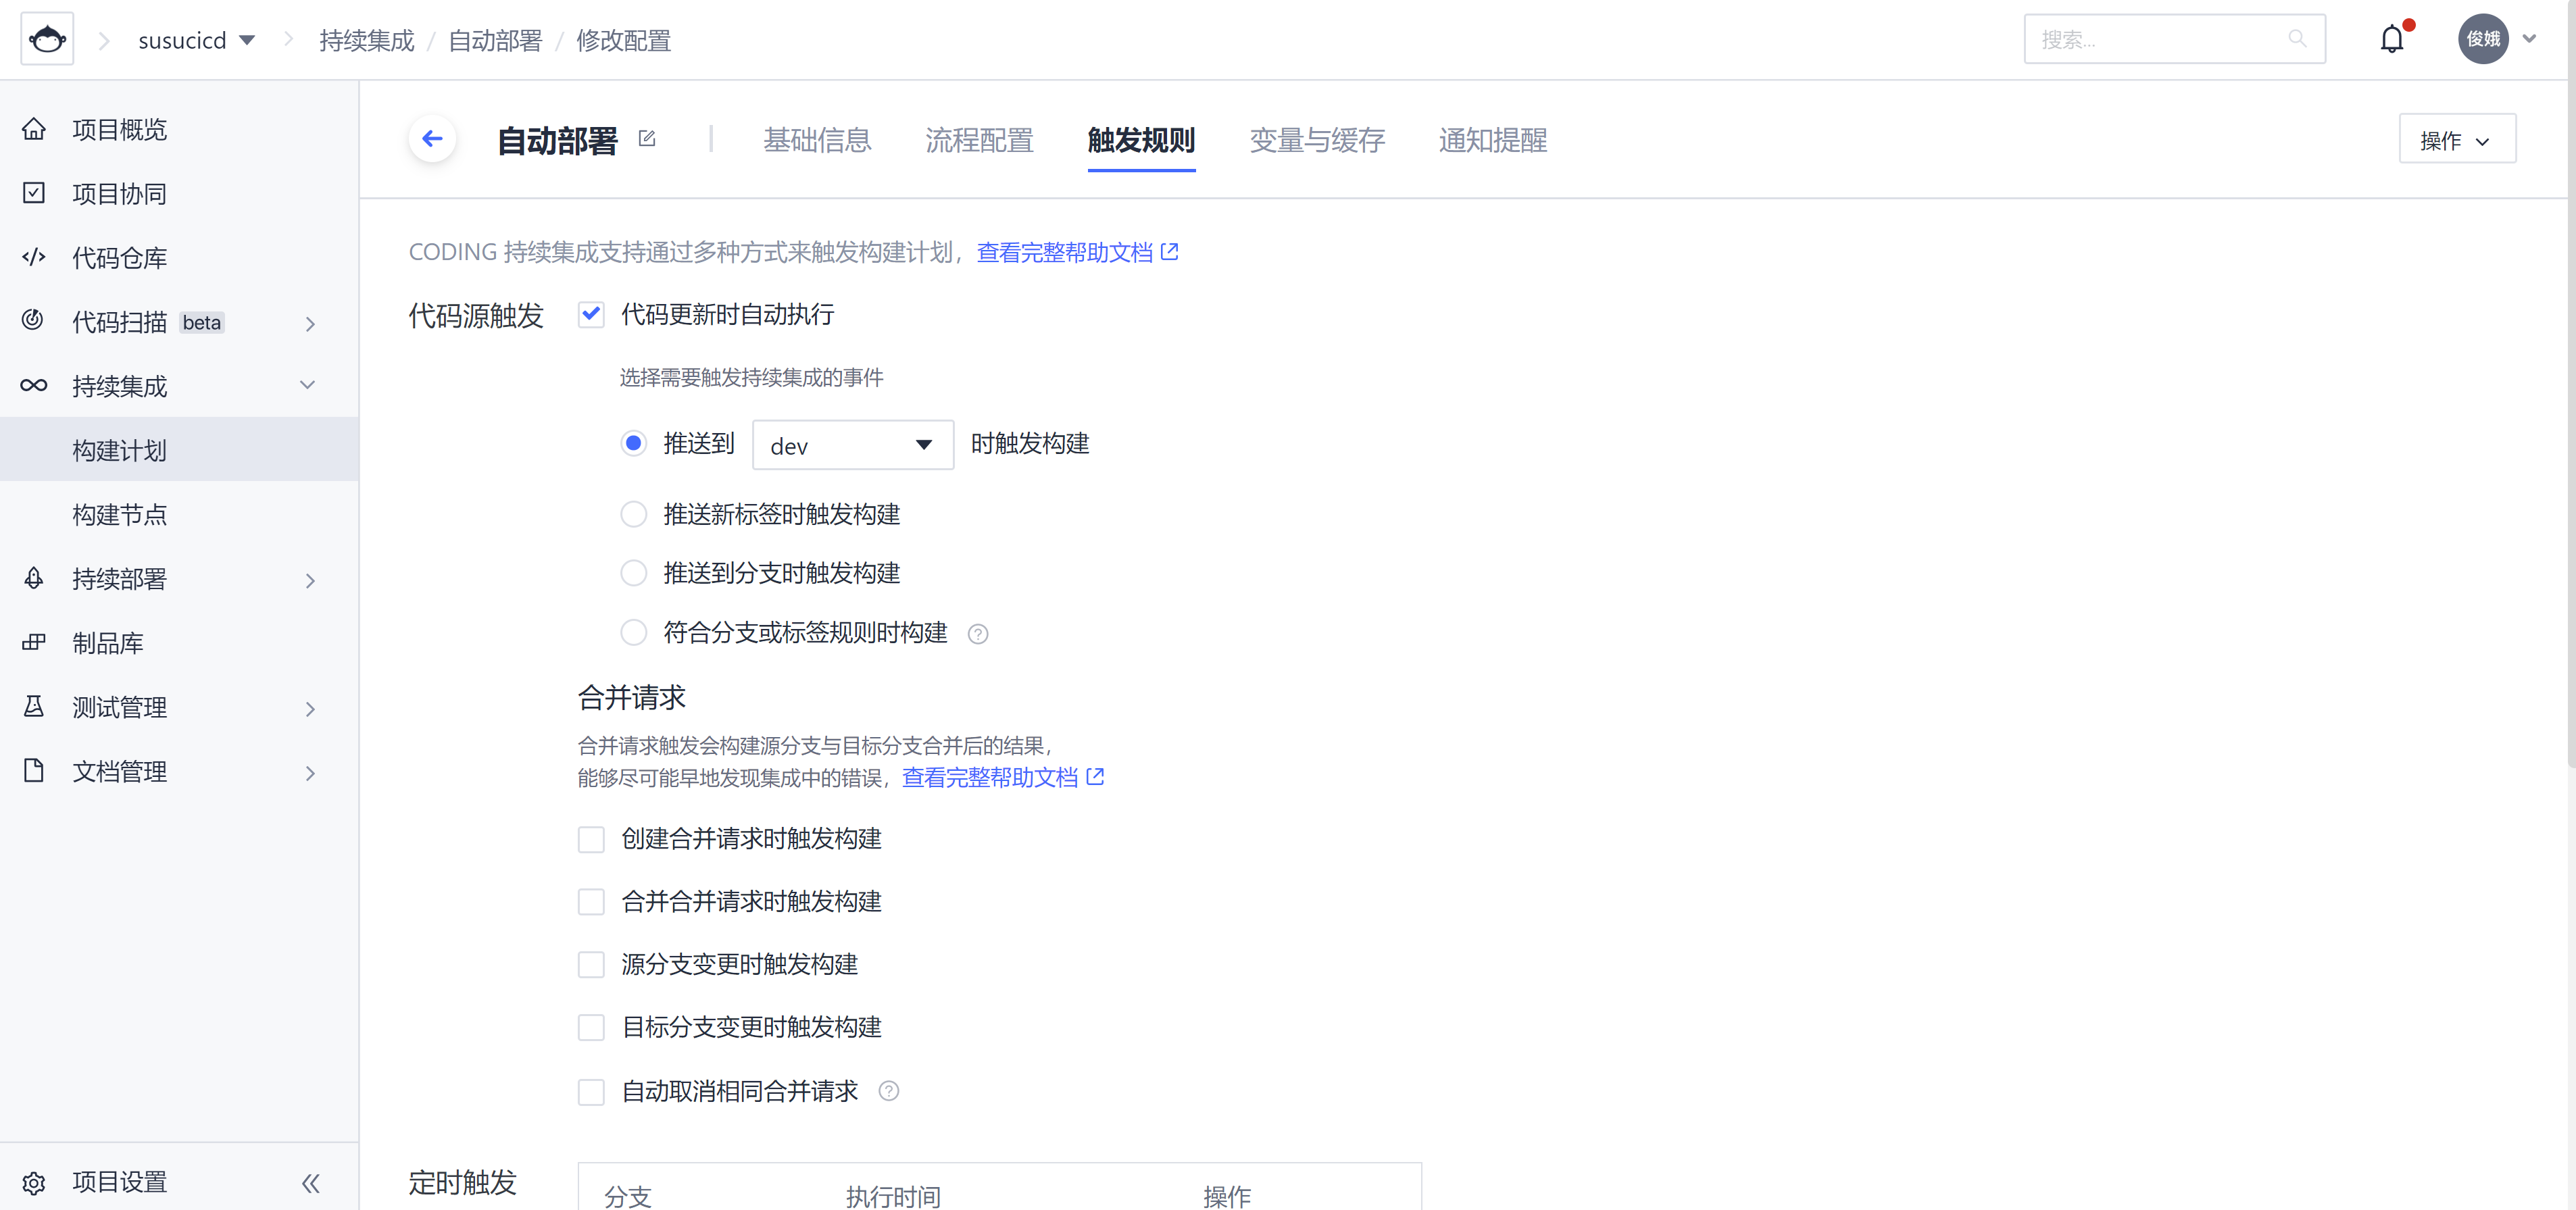 susucicd 持续集成 / 自动部署 / 修改配置
搜索...
俊娥
项目概览
项目协同
代码仓库
代码扫描 beta
持续集成
构建计划
构建节点
持续部署
制品库
测试管理
文档管理
项目设置
自动部署 基础信息 流程配置 触发规则 变量与缓存 通知提醒
操作
CODING 持续集成支持通过多种方式来触发构建计划，查看完整帮助文档
代码源触发 代码更新时自动执行
选择需要触发持续集成的事件
推送到 dev 时触发构建
推送新标签时触发构建
推送到分支时触发构建
符合分支或标签规则时构建 ?
合并请求
合并请求触发会构建源分支与目标分支合并后的结果，
能够尽可能早地发现集成中的错误，查看完整帮助文档
创建合并请求时触发构建
合并合并请求时触发构建
源分支变更时触发构建
目标分支变更时触发构建
自动取消相同合并请求 ?
定时触发
分支 执行时间 操作